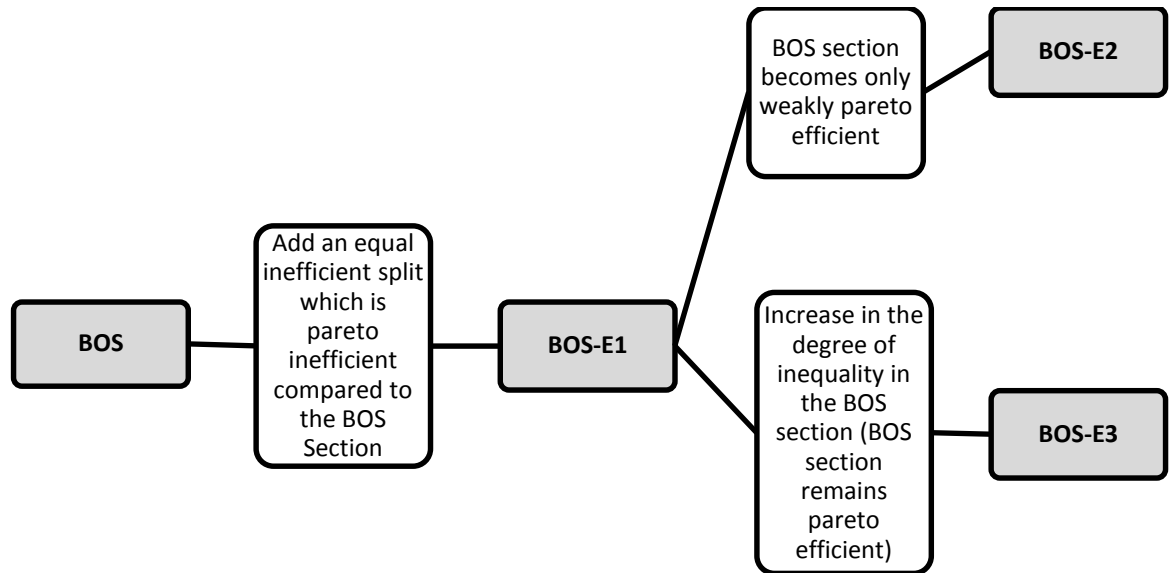 BOS
Add an equal
inefficient split
which is
pareto
inefficient
compared to
the BOS
Section
BOS-E1
BOS section
becomes only
weakly pareto
efficient
BOS-E2
Increase in the
degree of
inequality in
the BOS
section (BOS
section
remains
pareto
efficient)
BOS-E3